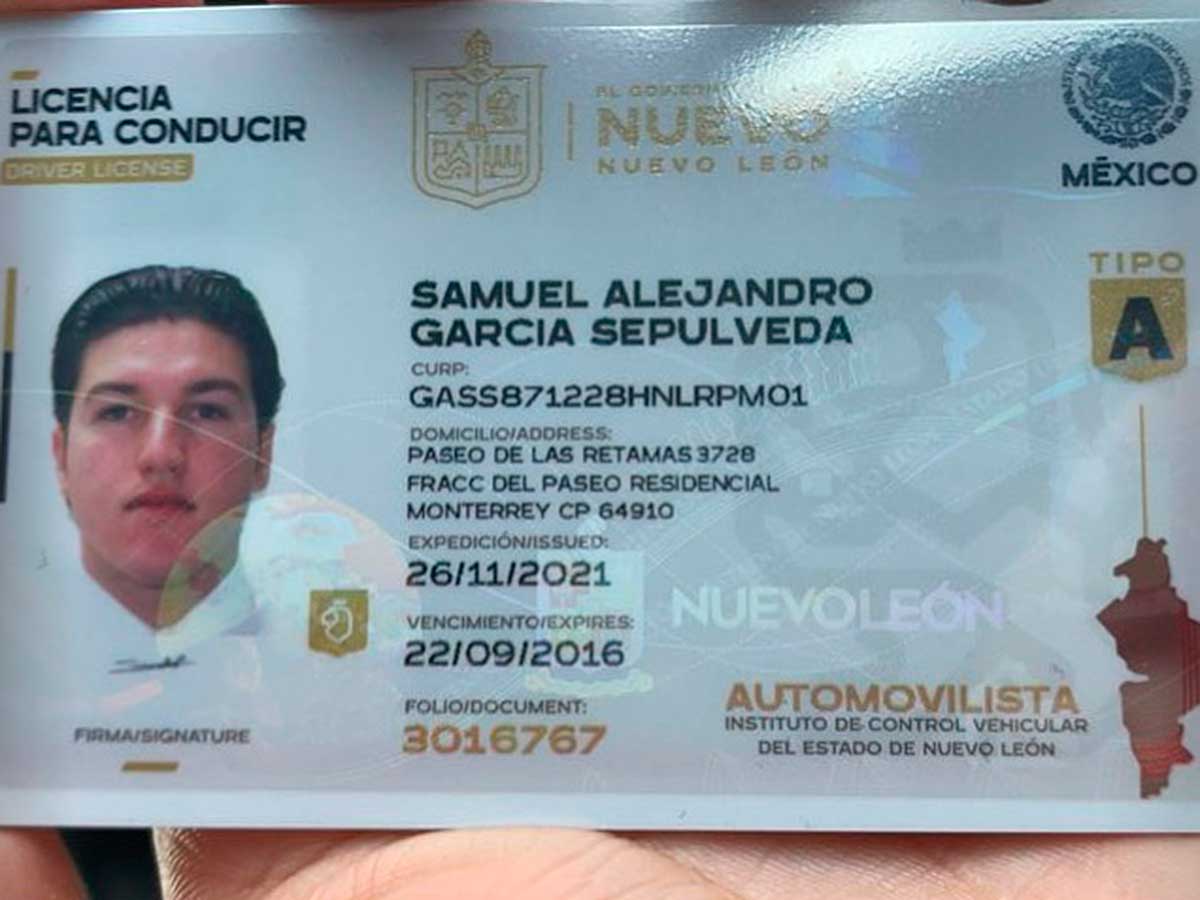 LICENCIA
PARA CONDUCIR
DRIVER LICENSE
EL GOBIERNO
NUEVO
NUEVO LEÓN
MÉXICO
TIPO
A
SAMUEL ALEJANDRO
GARCIA SEPULVEDA
CURP:
GASS871228HNLRPM01
DOMICILIO/ADDRESS:
PASEO DE LAS RETAMAS 3728
FRACC DEL PASEO RESIDENCIAL
MONTERREY CP 64910
EXPEDICIÓN/ISSUED:
26/11/2021
VENCIMIENTO/EXPIRES:
22/09/2016
FOLIO/DOCUMENT:
3016767
FIRMA/SIGNATURE
NUEVO LEÓN
AUTOMOVILISTA
INSTITUTO DE CONTROL VEHICULAR
DEL ESTADO DE NUEVO LEÓN